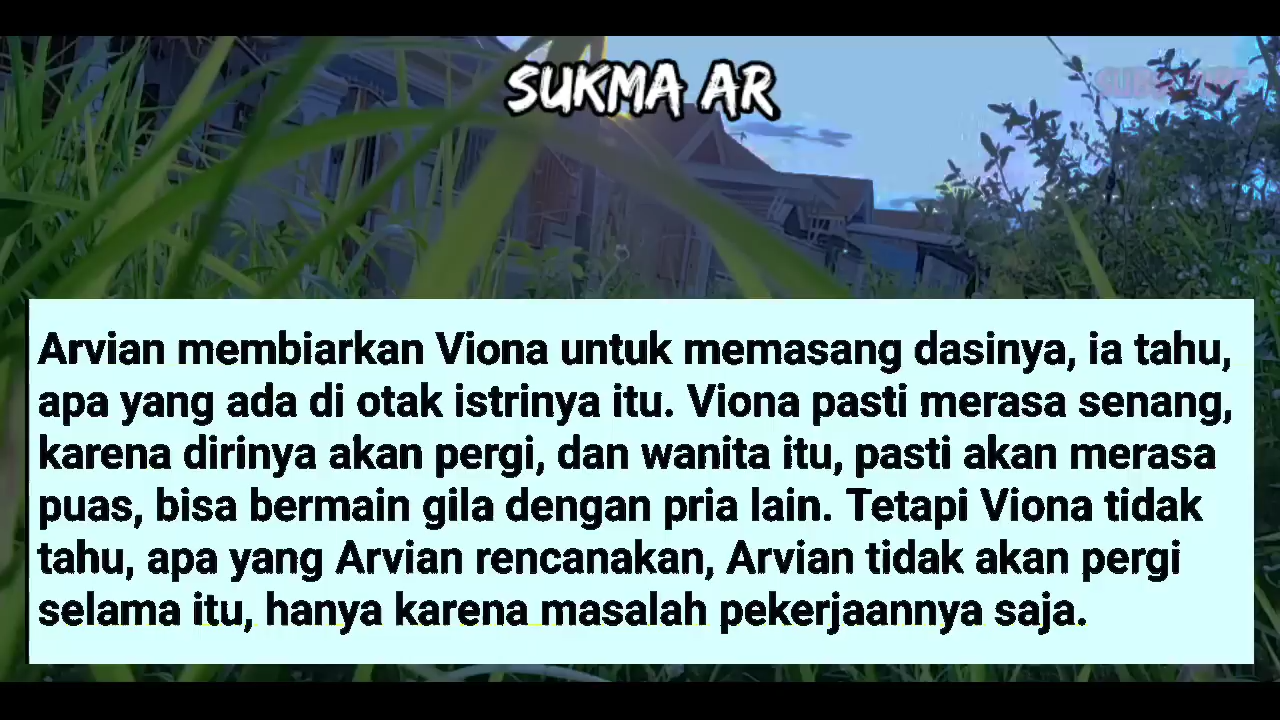 SUKMA AR
SUBSCRIBE
Arvian membiarkan Viona untuk memasang dasinya, ia tahu,
apa yang ada di otak istrinya itu. Viona pasti merasa senang,
karena dirinya akan pergi, dan wanita itu, pasti akan merasa
puas, bisa bermain gila dengan pria lain. Tetapi Viona tidak
tahu, apa yang Arvian rencanakan, Arvian tidak akan pergi
selama itu, hanya karena masalah pekerjaannya saja.